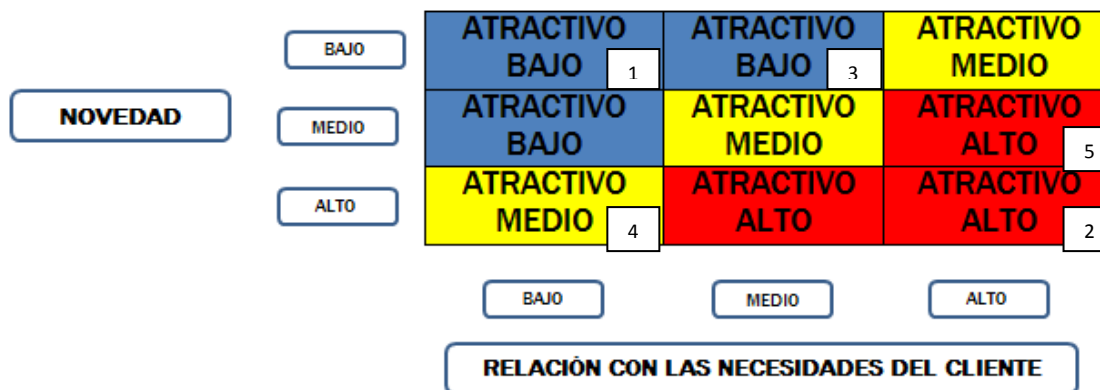 BAJO
ATRACTIVO
BAJO
1
ATRACTIVO
BAJO
3
ATRACTIVO
MEDIO
NOVEDAD
MEDIO
ATRACTIVO
BAJO
ATRACTIVO
MEDIO
ATRACTIVO
ALTO
5
ALTO
ATRACTIVO
MEDIO
4
ATRACTIVO
ALTO
ATRACTIVO
ALTO
2
BAJO
MEDIO
ALTO
RELACIÓN CON LAS NECESIDADES DEL CLIENTE